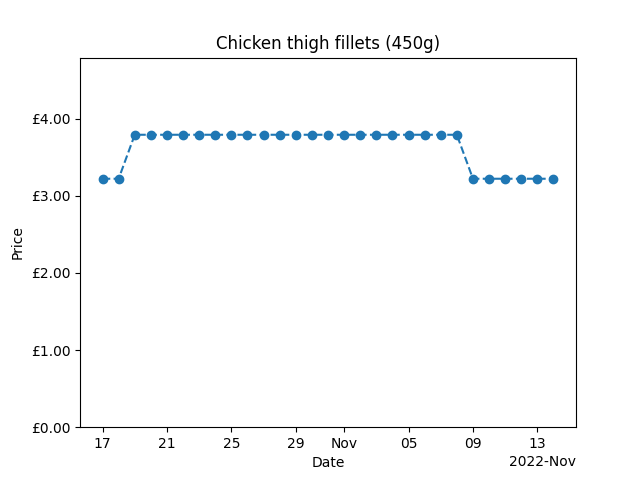 Chicken thigh fillets (450g)
£4.00
£3.00
£2.00
£1.00
£0.00
Price
17 21 25 29 Nov 05 09 13
Date
2022-Nov